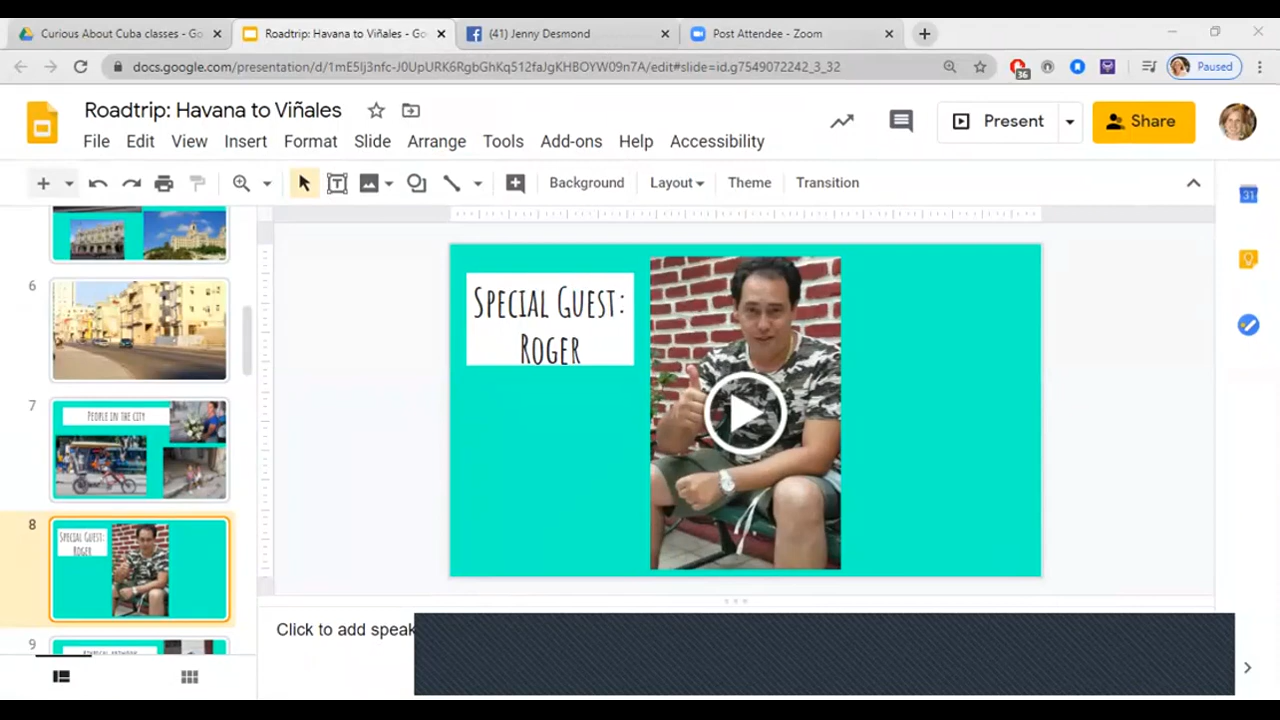 Curious About Cuba classes - Go
Roadtrip: Havana to Viñales - Go
(41) Jenny Desmond
Post Attendee - Zoom
docs.google.com/presentation/d/1mE5Ij3nfc-J0UpURK6RgbGhKq512faJgKHBOYW09n7A/edit#slide=id.g7549072242_3_32
36
Paused
Roadtrip: Havana to Viñales
Present
Share
File Edit View Insert Format Slide Arrange Tools Add-ons Help Accessibility
Background Layout Theme Transition
31
6
7
People in the city
8
Special Guest:
Roger
9
Special Guest:
Roger
Click to add speak